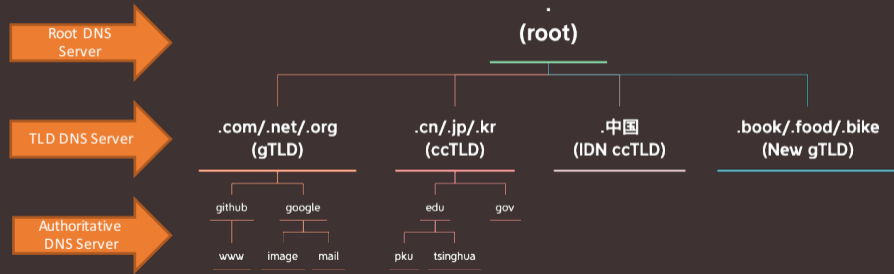 Root DNS
Server
.
(root)
TLD DNS Server
.com/.net/.org
(gTLD)
.cn/.jp/.kr
(ccTLD)
.中国
(IDN ccTLD)
.book/.food/.bike
(New gTLD)
Authoritative
DNS Server
github
google
edu
gov
www
image
mail
pku
tsinghua